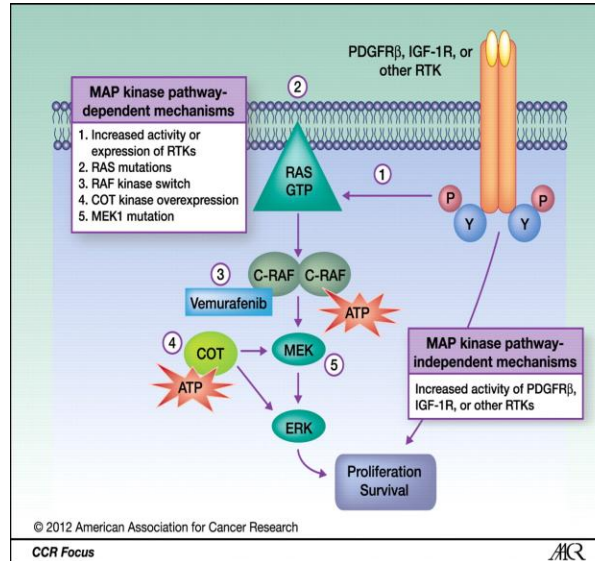 PDGFRβ, IGF-1R, or
other RTK
MAP kinase pathway-
dependent mechanisms
1. Increased activity or
expression of RTKs
2. RAS mutations
3. RAF kinase switch
4. COT kinase overexpression
5. MEK1 mutation
2
RAS
GTP
1
P
P
Y
Y
3
C-RAF
C-RAF
Vemurafenib
ATP
4
COT
ATP
MEK
5
MAP kinase pathway-
independent mechanisms
Increased activity of PDGFRβ,
IGF-1R, or other RTKs
ERK
Proliferation
Survival
© 2012 American Association for Cancer Research
CCR Focus
AACR